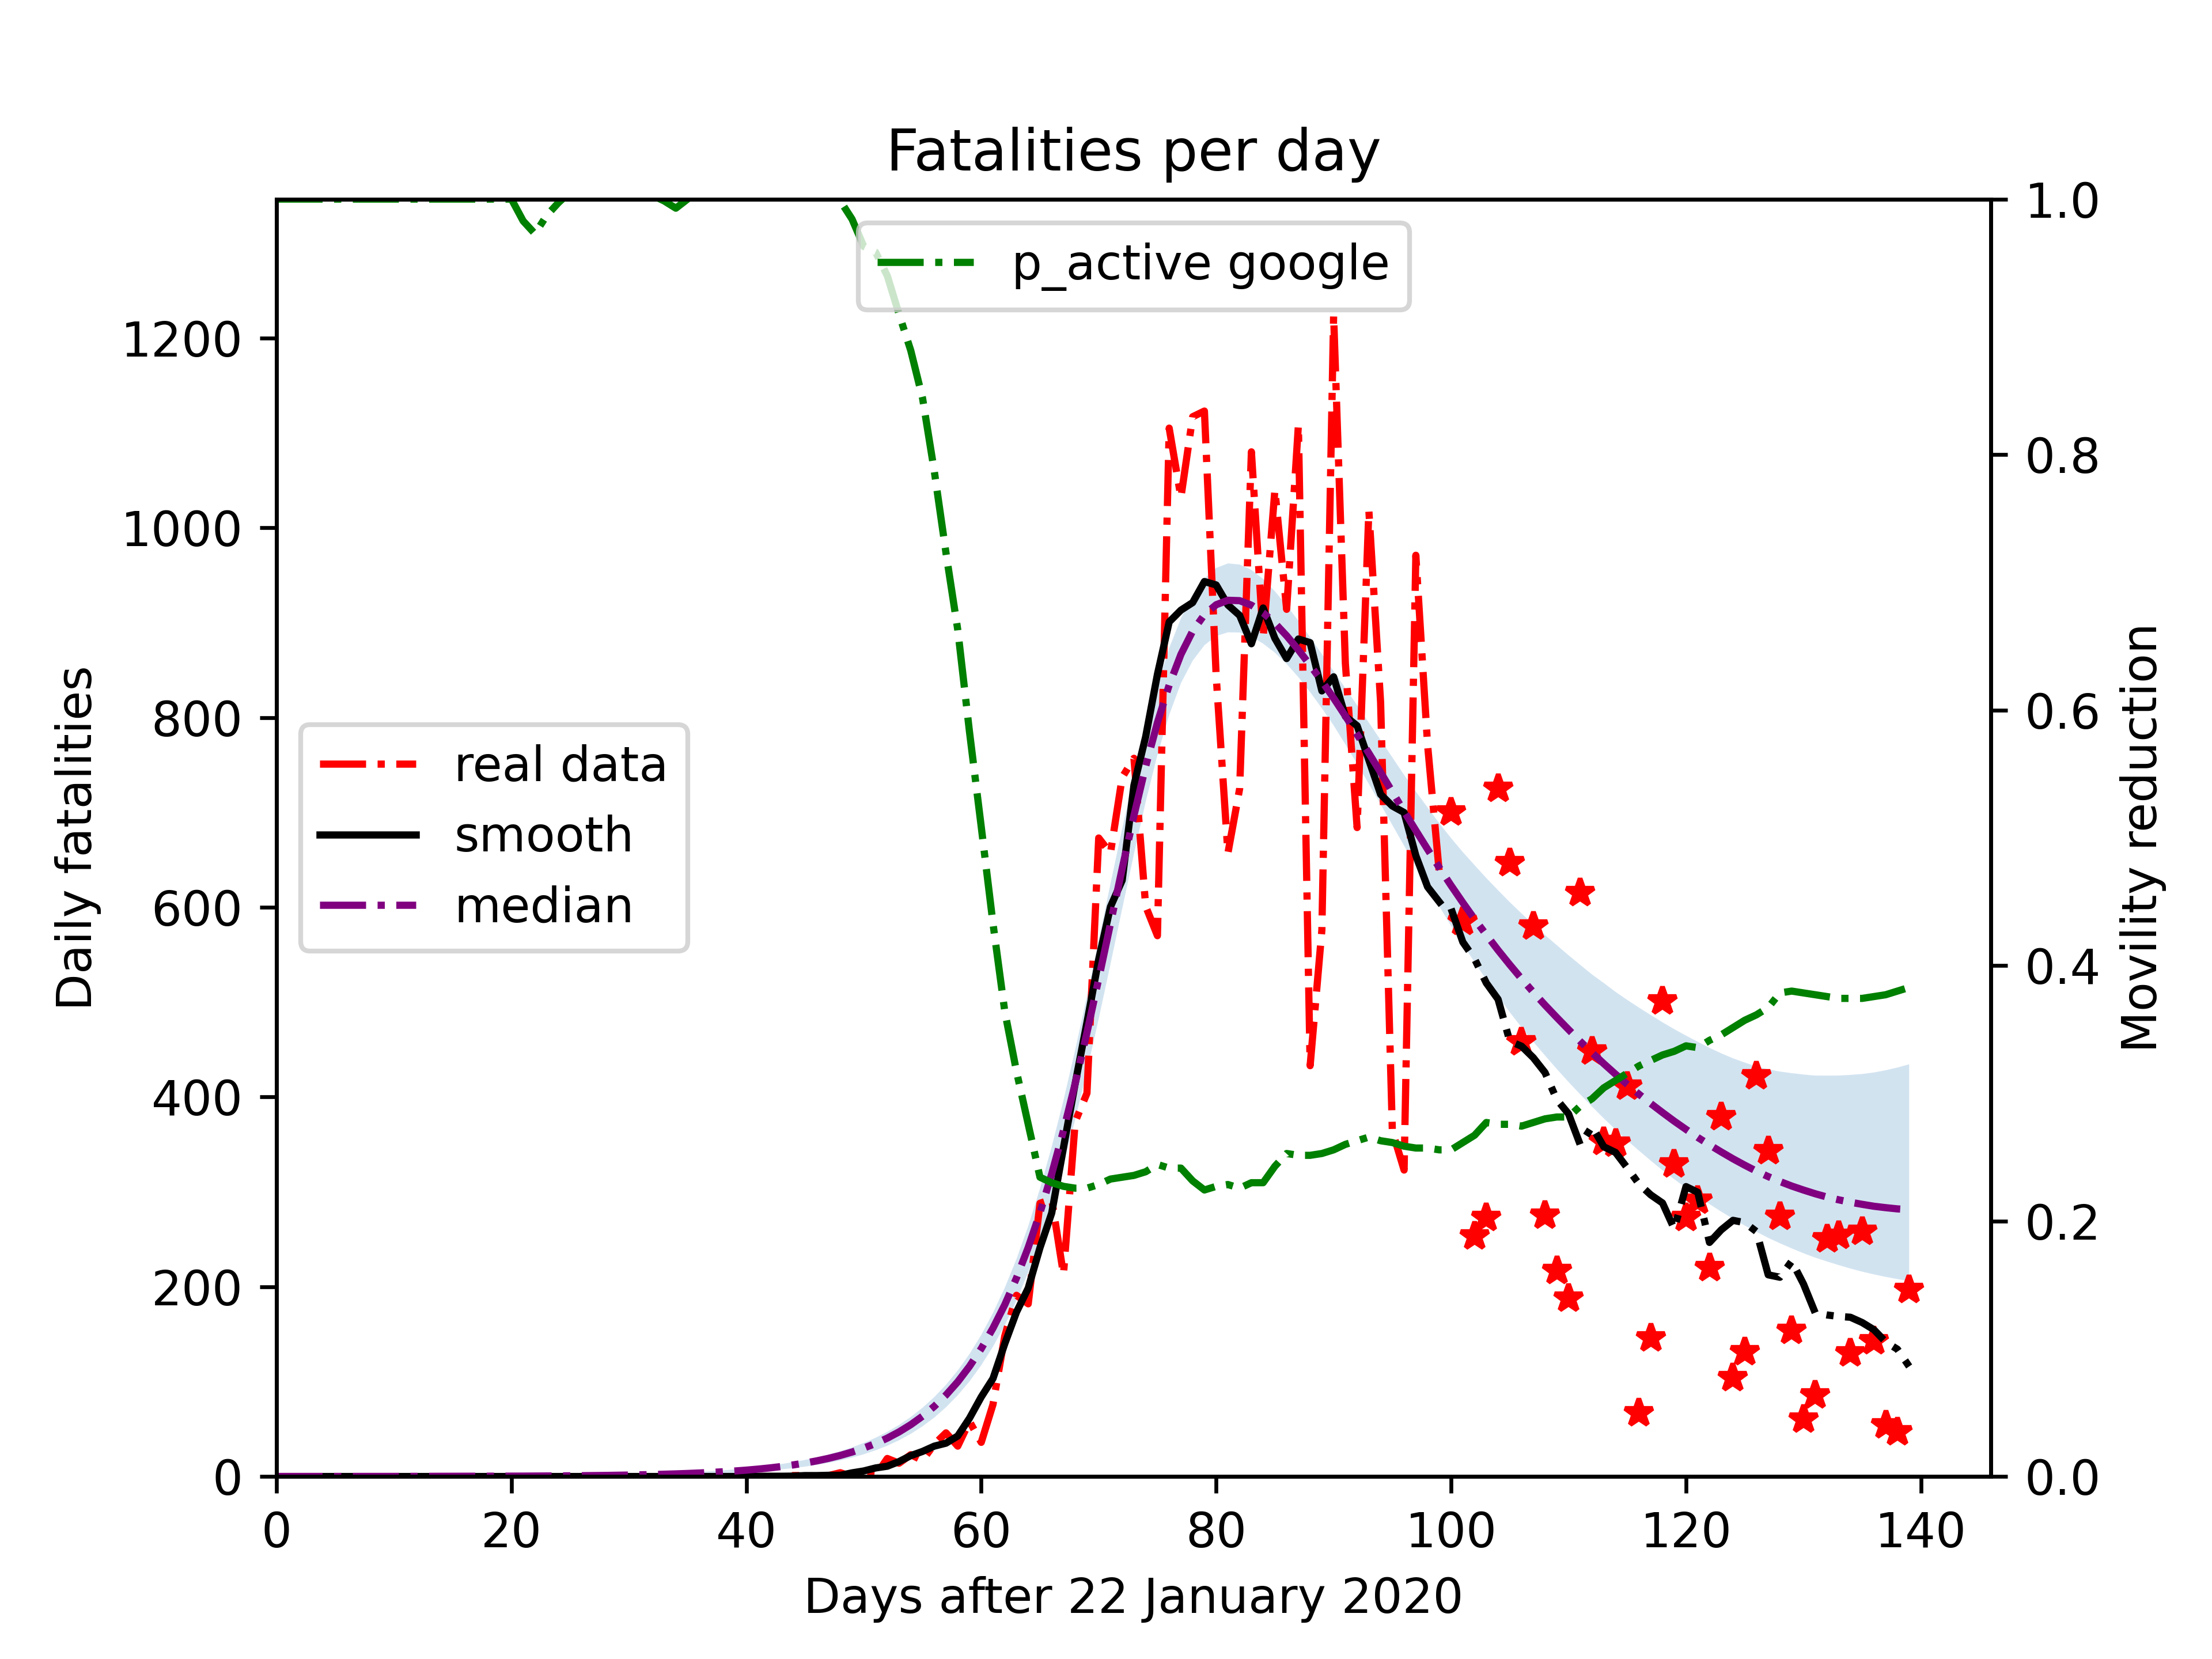 Fatalities per day
p_active google
real data
smooth
median
Daily fatalities
0
200
400
600
800
1000
1200
Movility reduction
0.0
0.2
0.4
0.6
0.8
1.0
0 20 40 60 80 100 120 140
Days after 22 January 2020